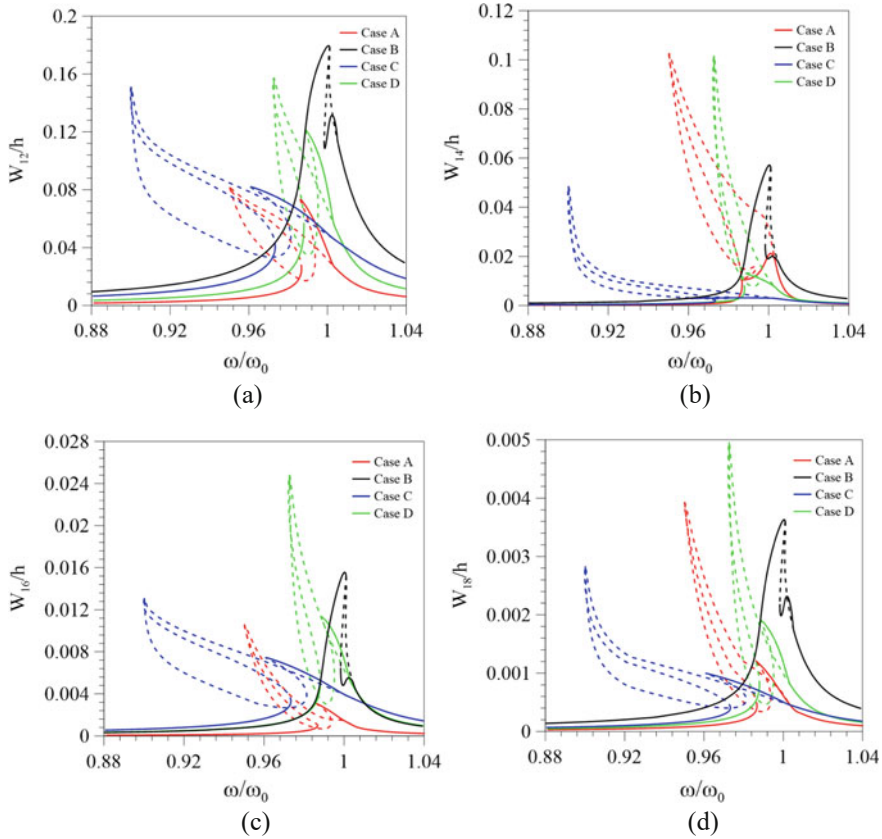 0.2
0.16
0.12
0.08
0.04
0
W12/h
0.88
0.92
0.96
1
1.04
ω/ω0
Case A
Case B
Case C
Case D
(a)
0.12
0.1
0.08
0.06
0.04
0.02
0
W14/h
0.88
0.92
0.96
1
1.04
ω/ω0
Case A
Case B
Case C
Case D
(b)
0.028
0.024
0.02
0.016
0.012
0.008
0.004
0
W16/h
0.88
0.92
0.96
1
1.04
ω/ω0
Case A
Case B
Case C
Case D
(c)
0.005
0.004
0.003
0.002
0.001
0
W18/h
0.88
0.92
0.96
1
1.04
ω/ω0
Case A
Case B
Case C
Case D
(d)